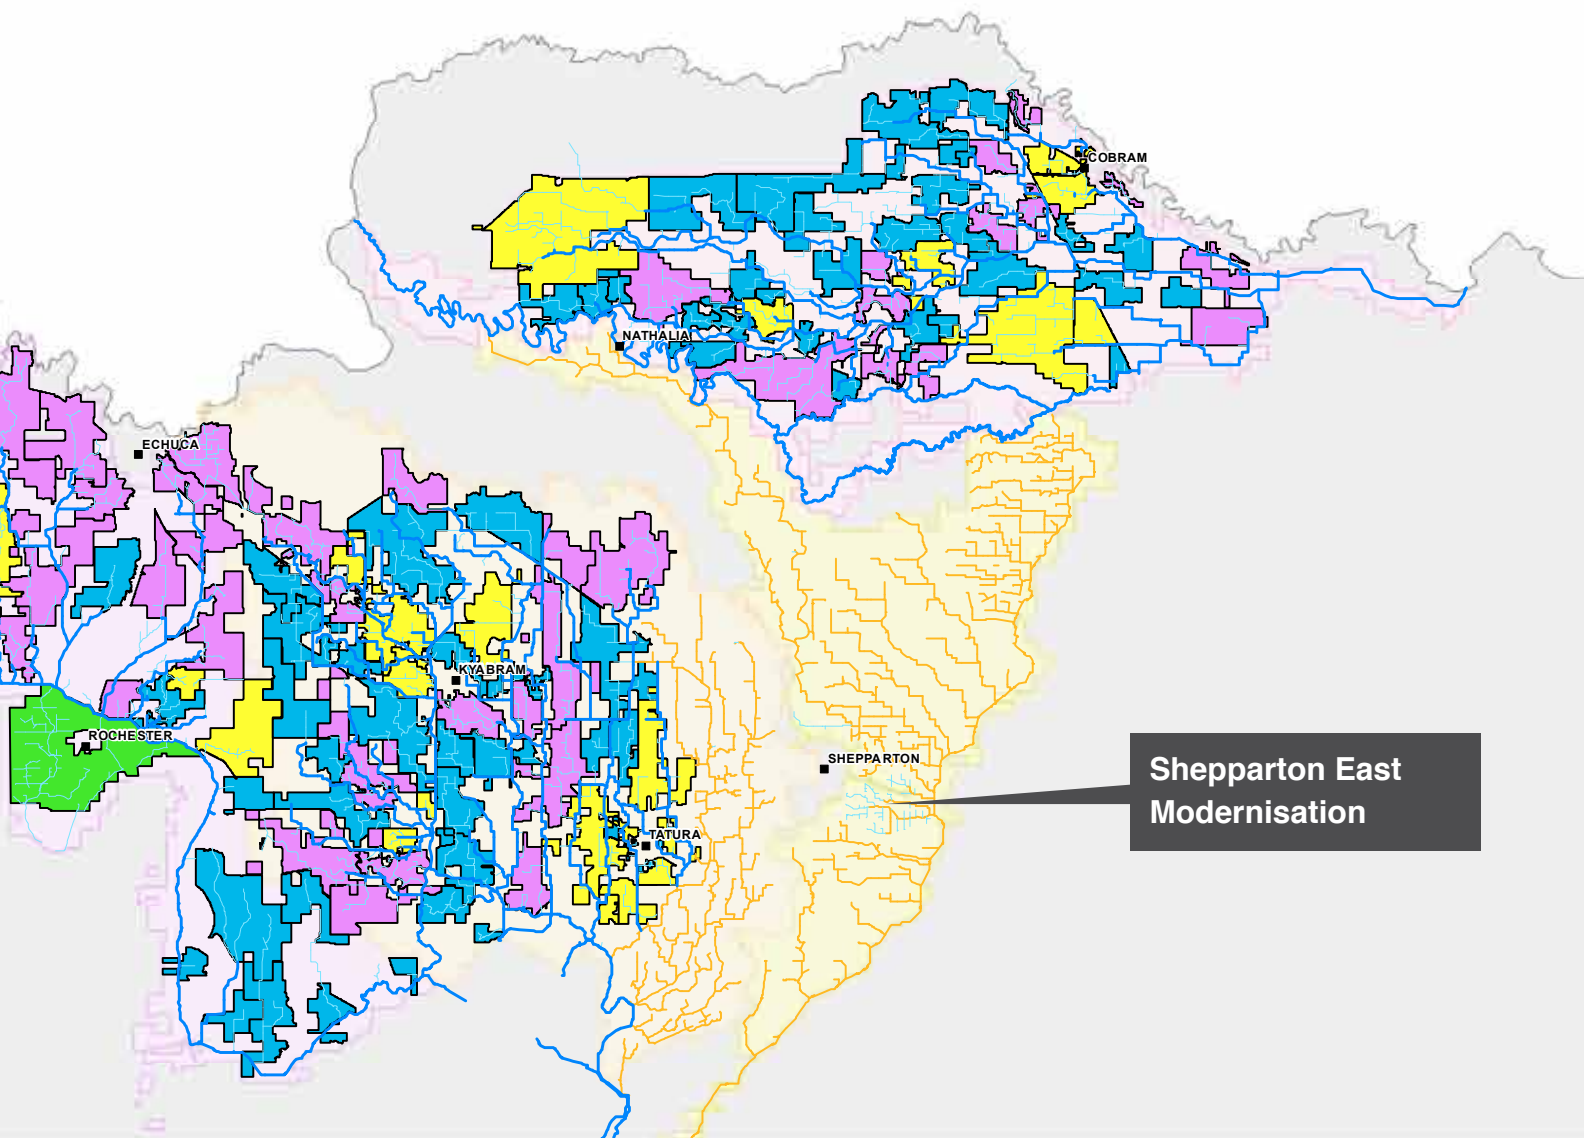 COBRAM
NATHALIA
ECHUCA
KYABRAM
ROCHESTER
SHEPPARTON
Shepparton East
Modernisation
TATURA